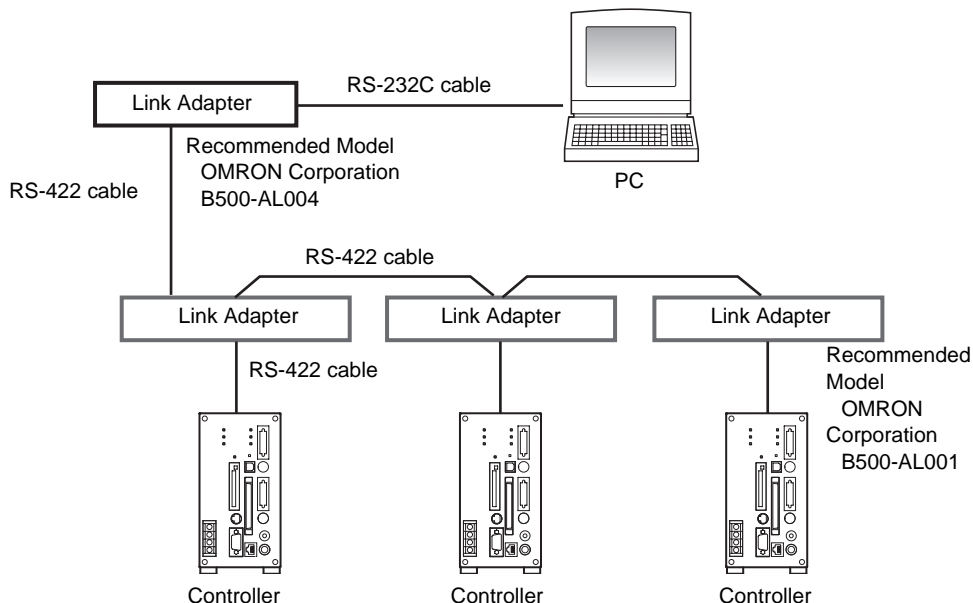 RS-232C cable
Link Adapter
Recommended Model
OMRON Corporation
B500-AL004
PC
RS-422 cable
RS-422 cable
Link Adapter
Link Adapter
Link Adapter
RS-422 cable
Recommended
Model
OMRON
Corporation
B500-AL001
Controller
Controller
Controller